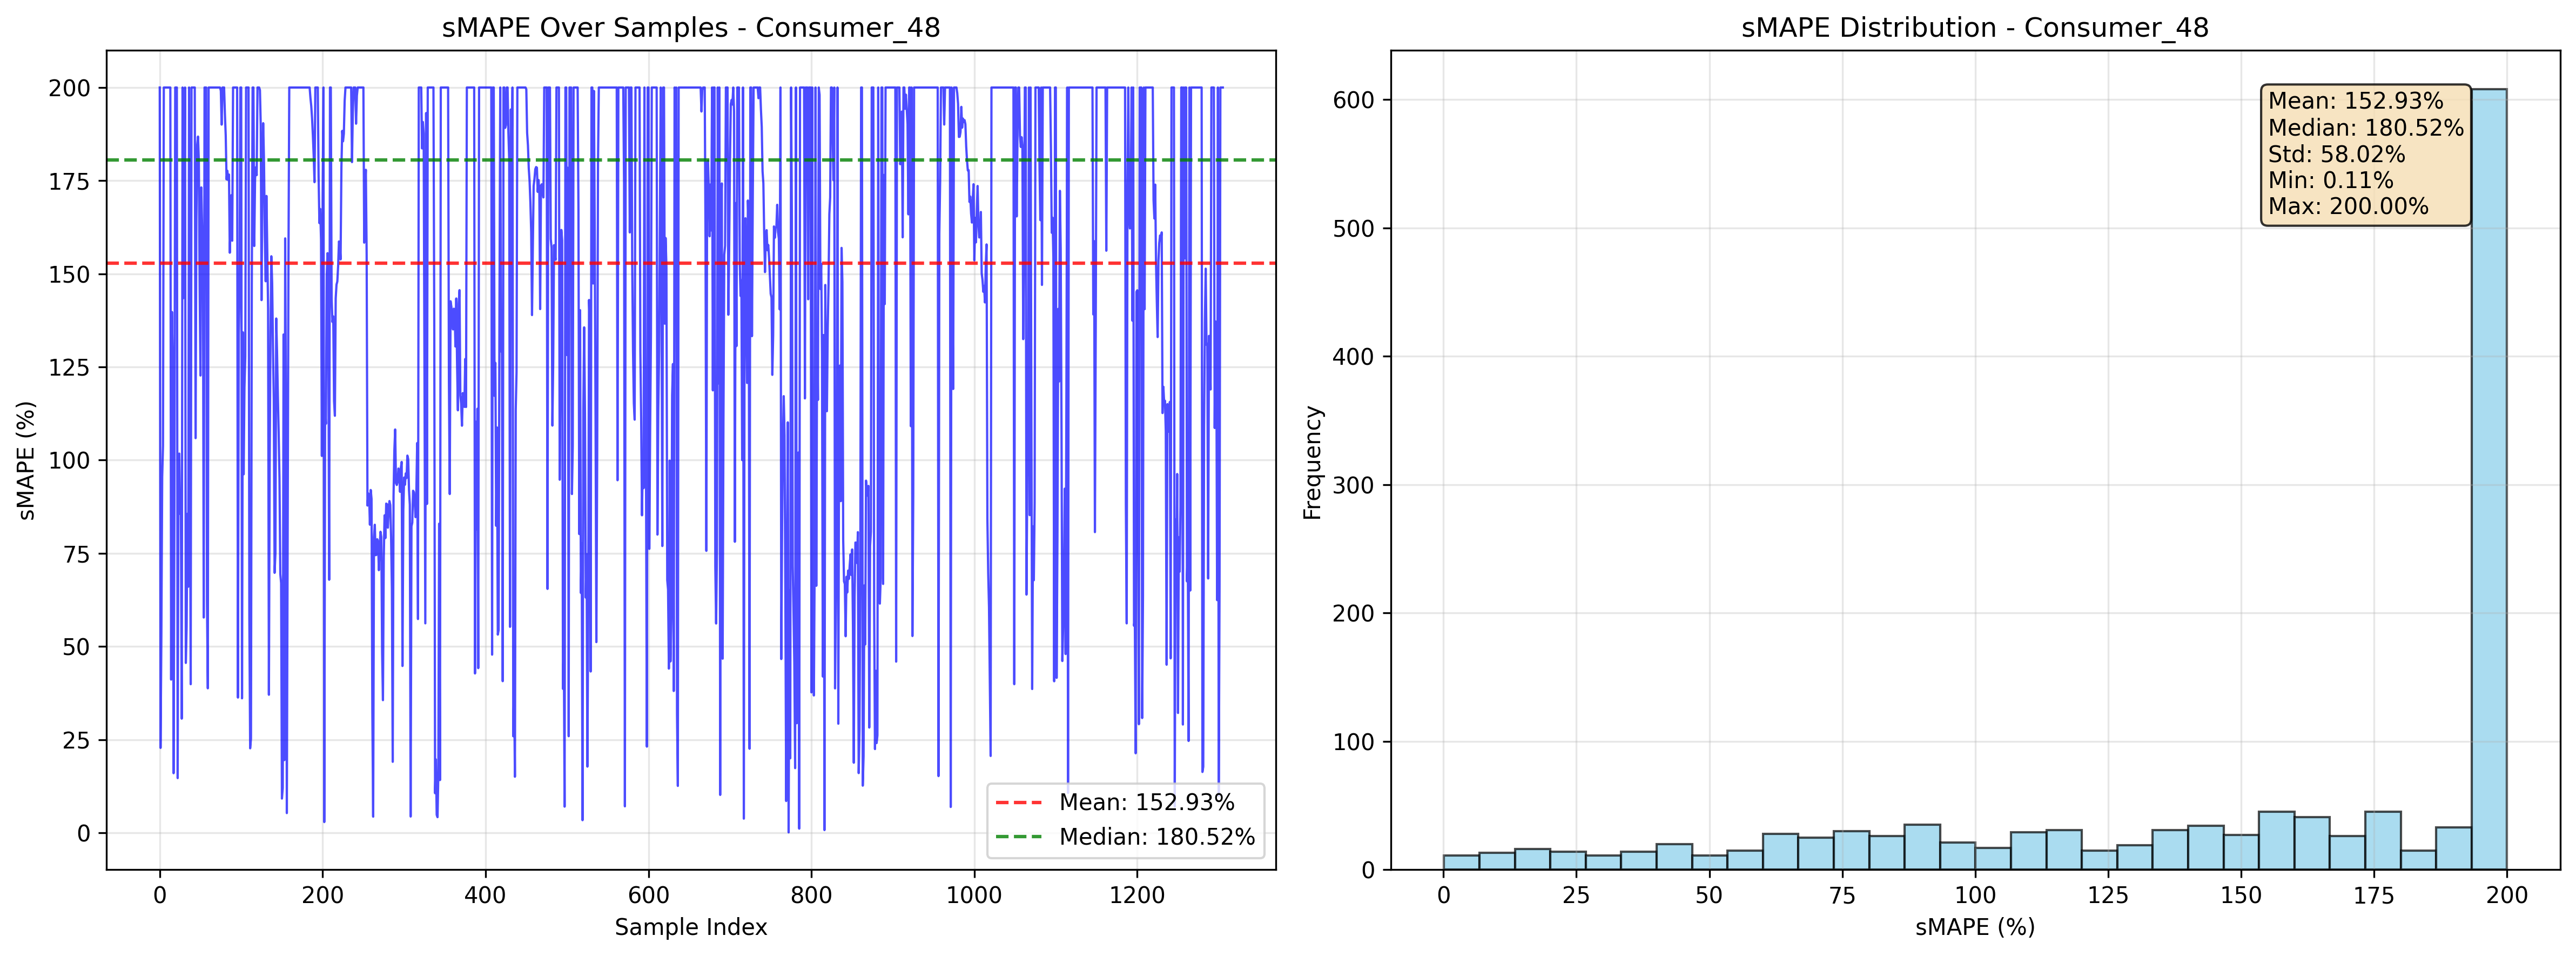 sMAPE Over Samples - Consumer_48
sMAPE (%)
200
175
150
125
100
75
50
25
0
0 200 400 600 800 1000 1200
Sample Index
Mean: 152.93%
Median: 180.52%
sMAPE Distribution - Consumer_48
Frequency
600
500
400
300
200
100
0
0 25 50 75 100 125 150 175 200
sMAPE (%)
Mean: 152.93%
Median: 180.52%
Std: 58.02%
Min: 0.11%
Max: 200.00%